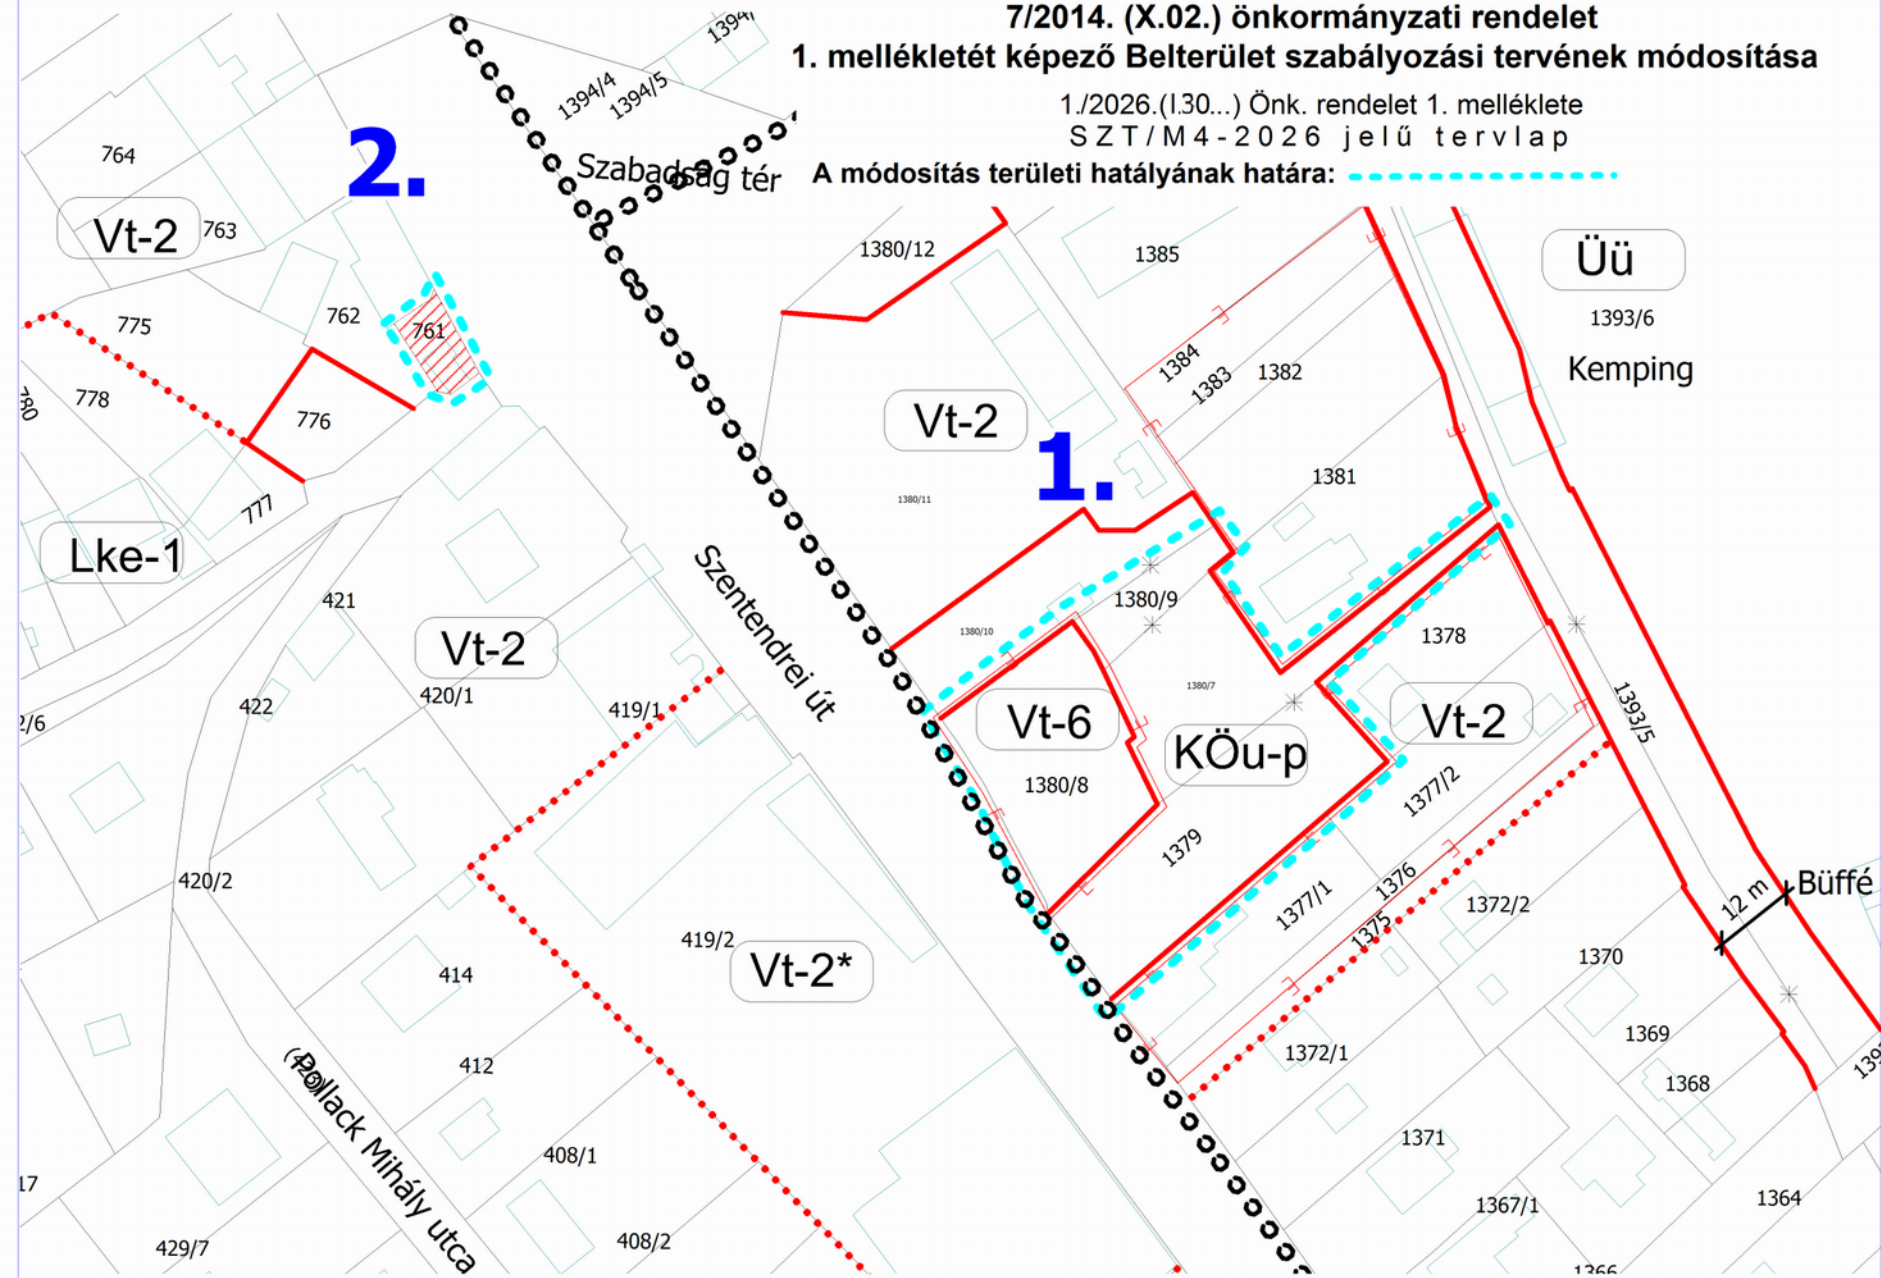 7/2014. (X.02.) önkormányzati rendelet
1. mellékletét képező Belterület szabályozási tervének módosítása
1./2026.(I.30...) Önk. rendelet 1. melléklete
SZT/M4-2026 jelű tervlap
A módosítás területi hatályának határa:
1394/4
1394/5
Szabadság tér
764
2.
Vt-2
763
1380/12
1385
Üü
1393/6
Kemping
775
762
761
778
780
776
777
1384
1383
1382
Vt-2
1.
1381
1380/11
Lke-1
421
Vt-2
Szentendrei út
1380/10
1380/9
1378
1380/7
422
420/1
419/1
Vt-6
KÖu-p
Vt-2
1393/5
1380/8
1377/2
1379
420/2
1377/1
1376
1375
1372/2
12 m
Büffé
419/2
Vt-2*
414
1370
1369
1372/1
1368
412
Pollack Mihály utca
408/1
1371
17
1367/1
1364
429/7
408/2
1366